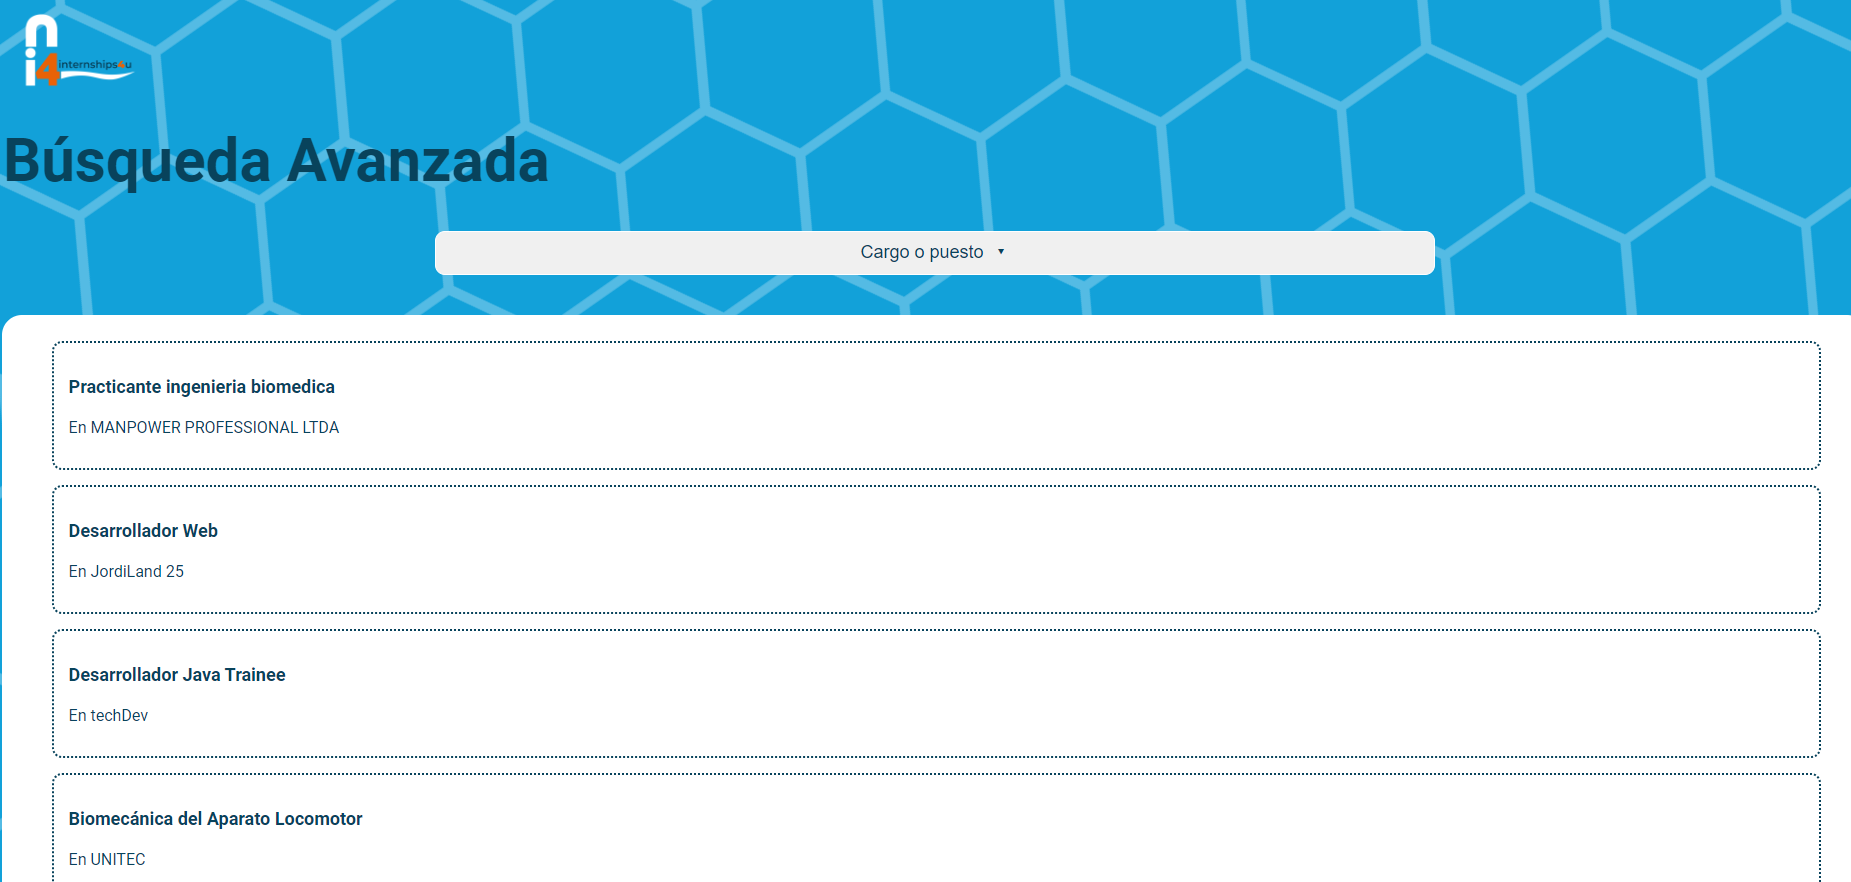 internships4u
Búsqueda Avanzada
Cargo o puesto
Practicante ingenieria biomedica
En MANPOWER PROFESSIONAL LTDA
Desarrollador Web
En JordiLand 25
Desarrollador Java Trainee
En techDev
Biomecánica del Aparato Locomotor
En UNITEC